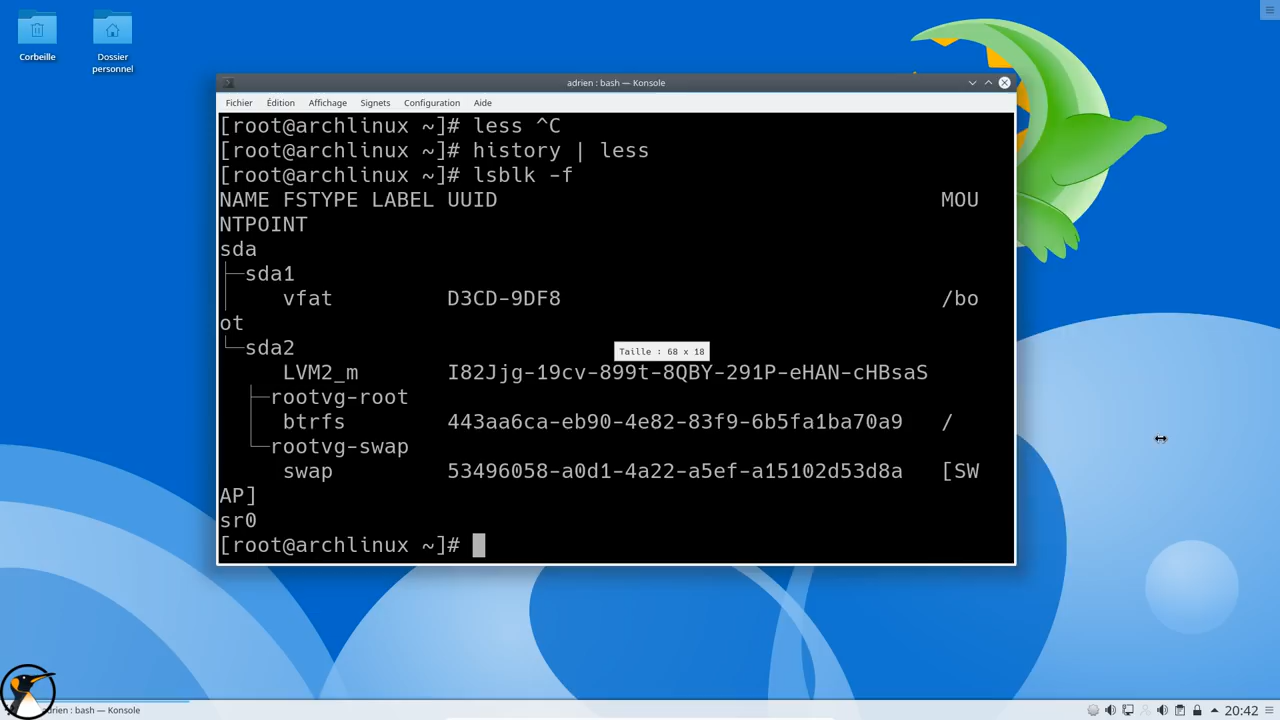 Corbeille
Dossier
personnel
adrien : bash — Konsole
Fichier Édition Affichage Signets Configuration Aide
[root@archlinux ~]# less ^C
[root@archlinux ~]# history | less
[root@archlinux ~]# lsblk -f
NAME FSTYPE LABEL UUID MOU
NTPOINT
sda
├─sda1
│ vfat D3CD-9DF8 /bo
ot
└─sda2
LVM2_m I82Jjg-19cv-899t-8QBY-291P-eHAN-cHBsaS
├─rootvg-root
│ btrfs 443aa6ca-eb90-4e82-83f9-6b5fa1ba70a9 /
└─rootvg-swap
swap 53496058-a0d1-4a22-a5ef-a15102d53d8a [SW
AP]
sr0
[root@archlinux ~]#
Taille : 68 x 18
adrien : bash — Konsole
20:42